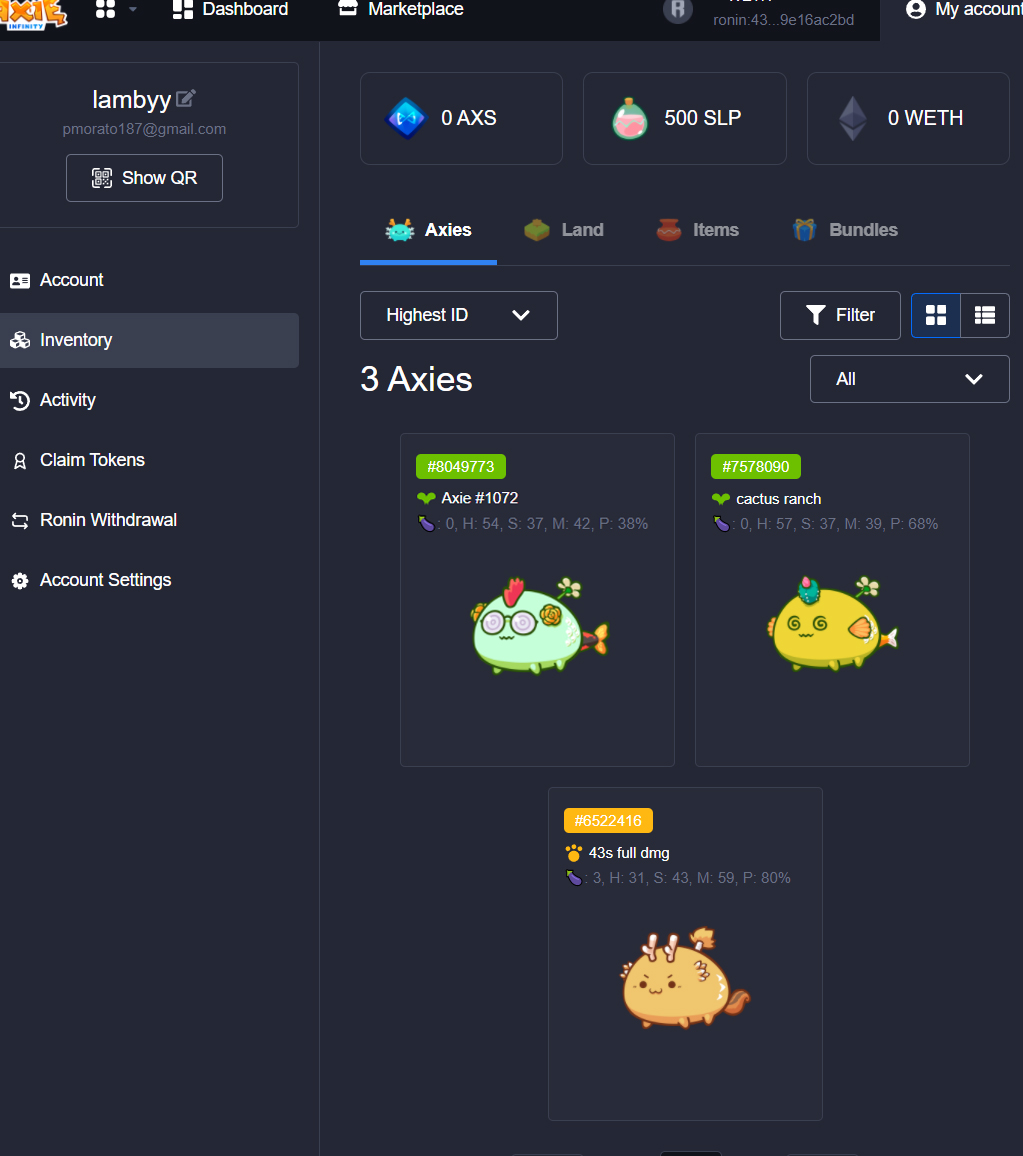 AXIE
INFINITY
Dashboard
Marketplace
ronin:43...9e16ac2bd
My account
lambyy
pmorato187@gmail.com
Show QR
Account
Inventory
Activity
Claim Tokens
Ronin Withdrawal
Account Settings
0 AXS
500 SLP
0 WETH
Axies
Land
Items
Bundles
Highest ID
Filter
3 Axies
All
#8049773
Axie #1072
: 0, H: 54, S: 37, M: 42, P: 38%
#7578090
cactus ranch
: 0, H: 57, S: 37, M: 39, P: 68%
#6522416
43s full dmg
: 3, H: 31, S: 43, M: 59, P: 80%